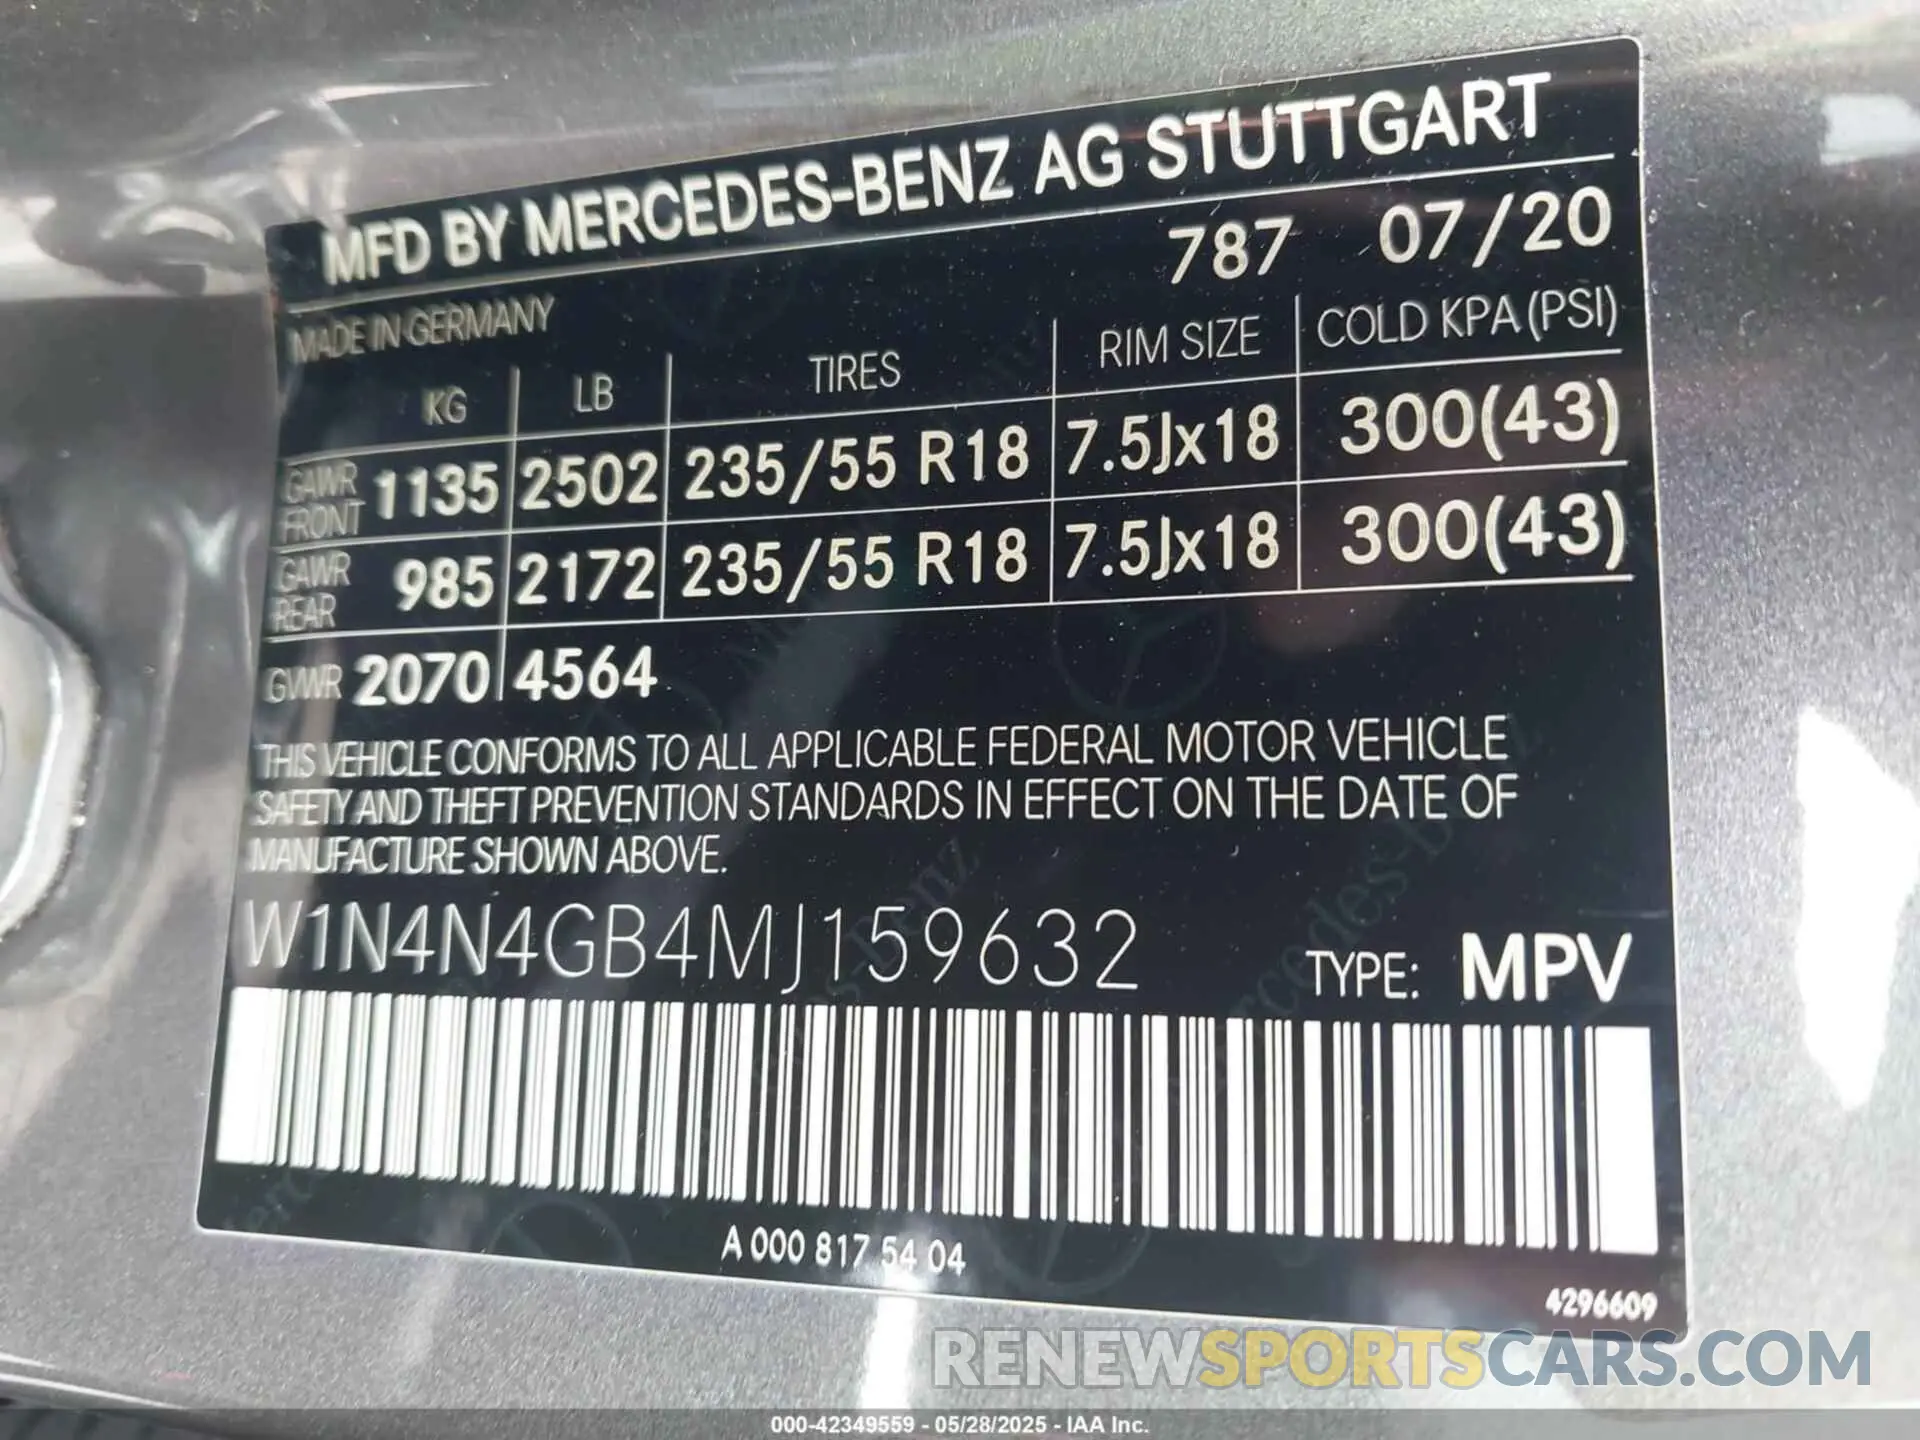 MFD BY MERCEDES-BENZ AG STUTTGART
787 07/20
MADE IN GERMANY
KG LB TIRES RIM SIZE COLD KPA (PSI)
GAWR FRONT 1135 2502 235/55 R18 7.5Jx18 300(43)
GAWR REAR 985 2172 235/55 R18 7.5Jx18 300(43)
GVWR 2070 4564
THIS VEHICLE CONFORMS TO ALL APPLICABLE FEDERAL MOTOR VEHICLE
SAFETY AND THEFT PREVENTION STANDARDS IN EFFECT ON THE DATE OF
MANUFACTURE SHOWN ABOVE.
W1N4N4GB4MJ159632
TYPE: MPV
A 000 817 54 04
4296609
RENEWSPORTSCARS.COM
000-42349559 - 05/28/2025 - IAA Inc.